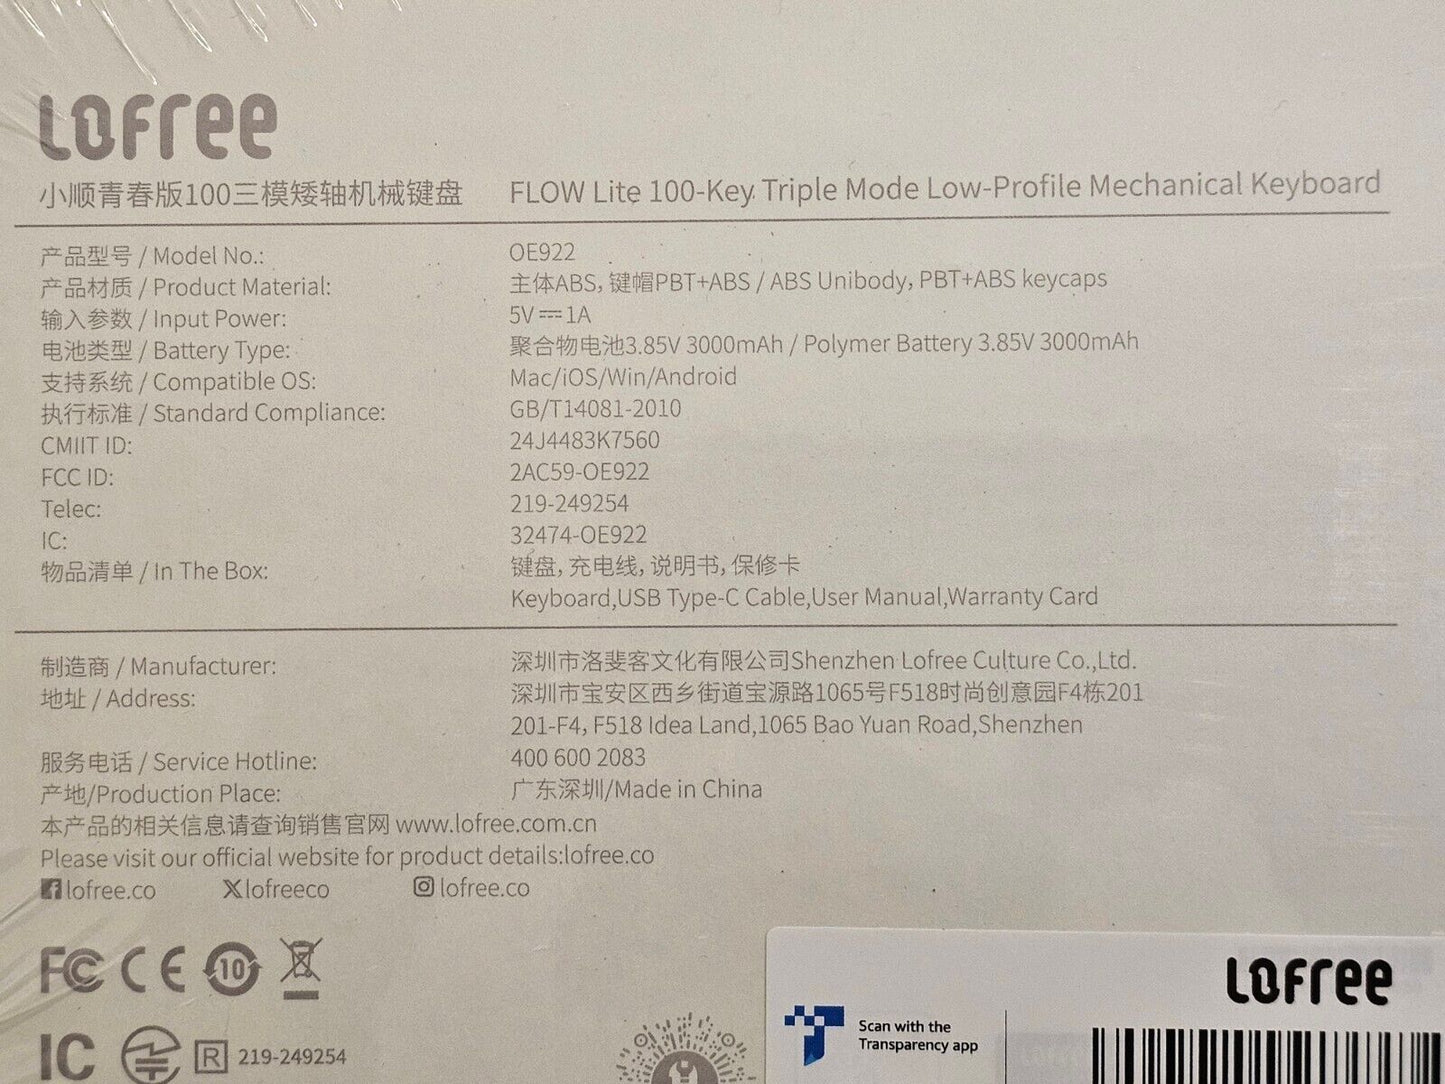 Lofree
小顺青春版100三模矮轴机械键盘 FLOW Lite 100-Key Triple Mode Low-Profile Mechanical Keyboard
产品型号 / Model No.: OE922
产品材质 / Product Material: 主体ABS, 键帽PBT+ABS / ABS Unibody, PBT+ABS keycaps
输入参数 / Input Power: 5V⎓1A
电池类型 / Battery Type: 聚合物电池3.85V 3000mAh / Polymer Battery 3.85V 3000mAh
支持系统 / Compatible OS: Mac/iOS/Win/Android
执行标准 / Standard Compliance: GB/T14081-2010
CMIIT ID: 24J4483K7560
FCC ID: 2AC59-OE922
Telec: 219-249254
IC: 32474-OE922
物品清单 / In The Box: 键盘, 充电线, 说明书, 保修卡
Keyboard,USB Type-C Cable,User Manual,Warranty Card
制造商 / Manufacturer: 深圳市洛斐客文化有限公司Shenzhen Lofree Culture Co.,Ltd.
地址 / Address: 深圳市宝安区西乡街道宝源路1065号F518时尚创意园F4栋201
201-F4, F518 Idea Land,1065 Bao Yuan Road,Shenzhen
服务电话 / Service Hotline: 400 600 2083
产地/Production Place: 广东深圳/Made in China
本产品的相关信息请查询销售官网 www.lofree.com.cn
Please visit our official website for product details:lofree.co
lofree.co Xlofreeco lofree.co
FC CE 10
IC R 219-249254
Lofree
Scan with the
Transparency app